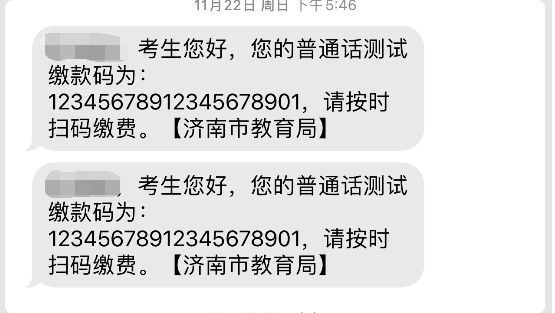 11月22日 周日 下午5:46
，考生您好，您的普通话测试
缴款码为：
12345678912345678901，请按时
扫码缴费。【济南市教育局】
，考生您好，您的普通话测试
缴款码为：
12345678912345678901，请按时
扫码缴费。【济南市教育局】